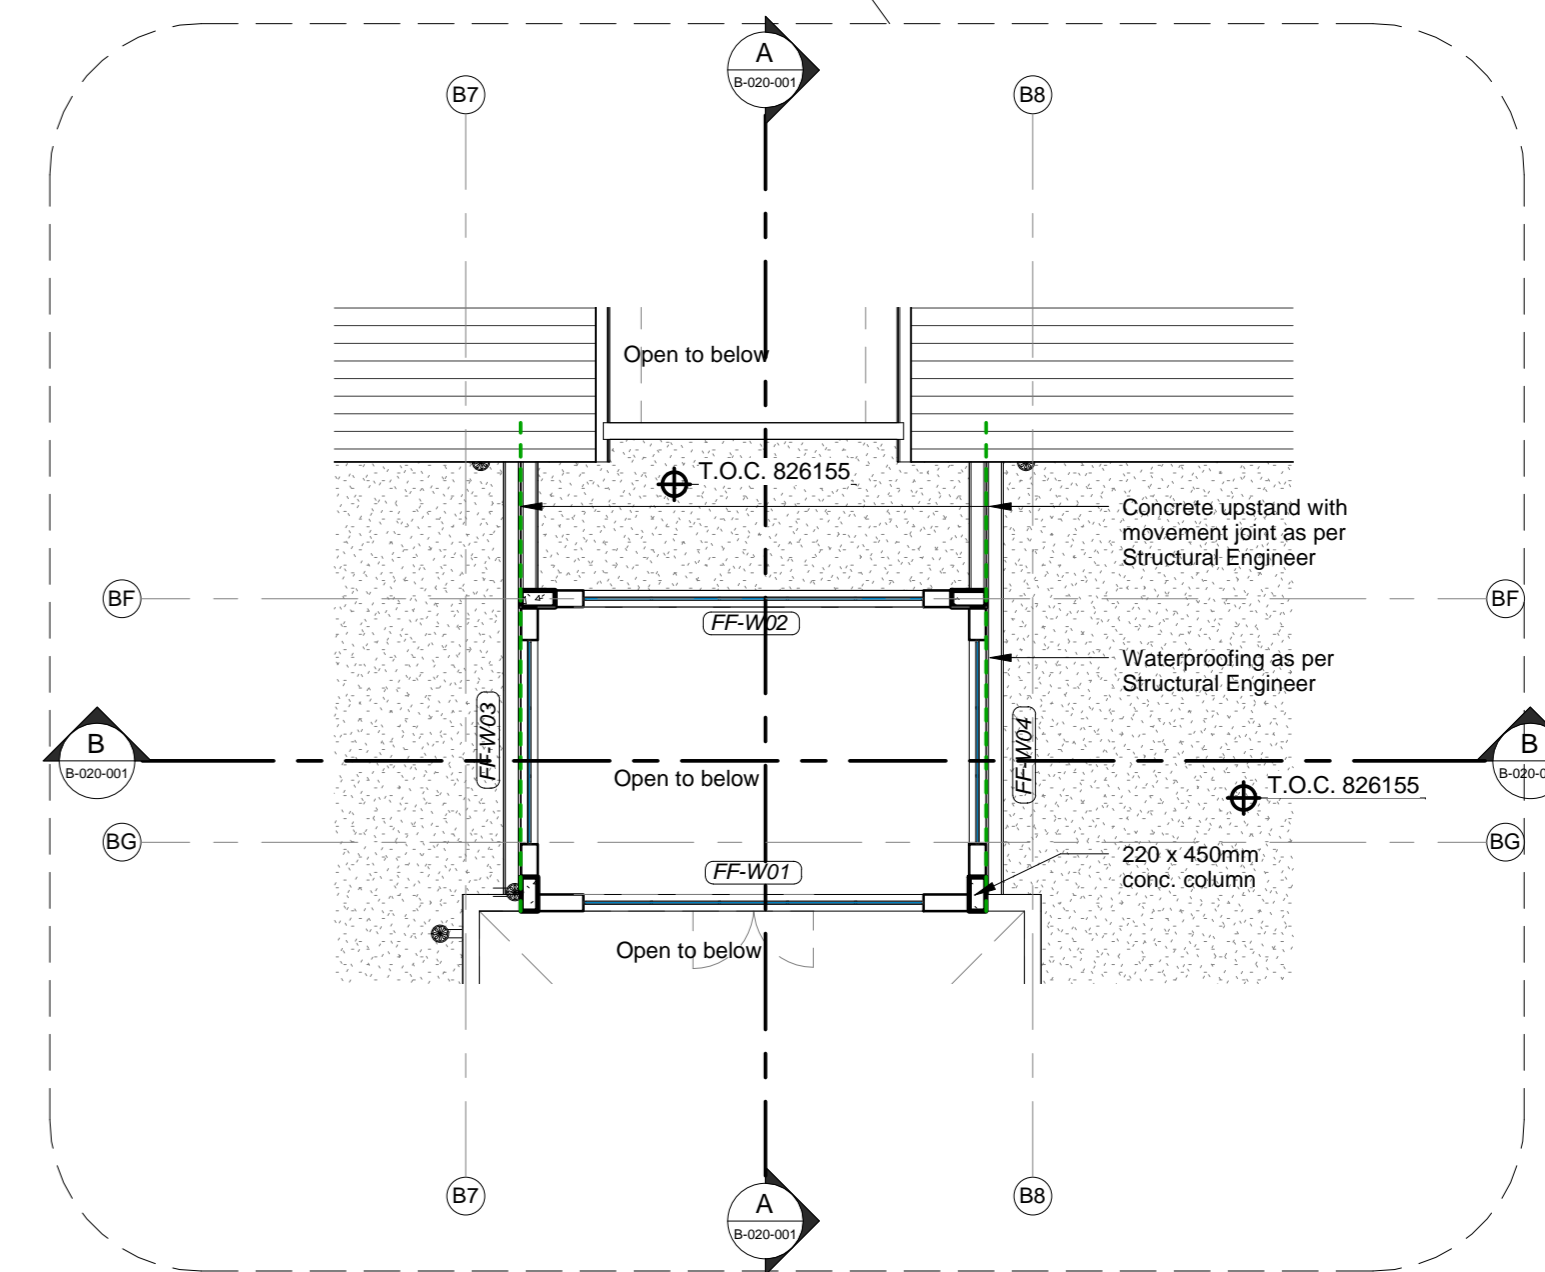 A
B-020-001
B7
B8
Open to below
T.O.C. 826155
Concrete upstand with
movement joint as per
Structural Engineer
BF
BF
FF-W02
Waterproofing as per
Structural Engineer
FF-W03
FF-W04
B
B-020-001
B
B-020-0
Open to below
T.O.C. 826155
BG
BG
220 x 450mm
conc. column
FF-W01
Open to below
B7
B8
A
B-020-001